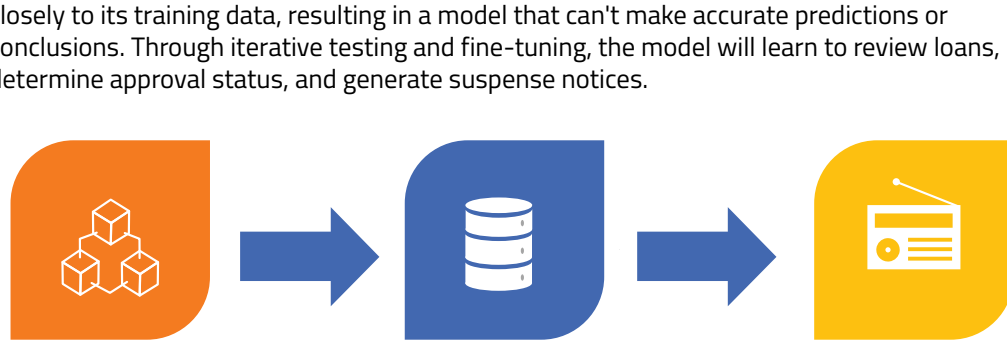 losely to its training data, resulting in a model that can't make accurate predictions or
onclusions. Through iterative testing and fine-tuning, the model will learn to review loans,
etermine approval status, and generate suspense notices.